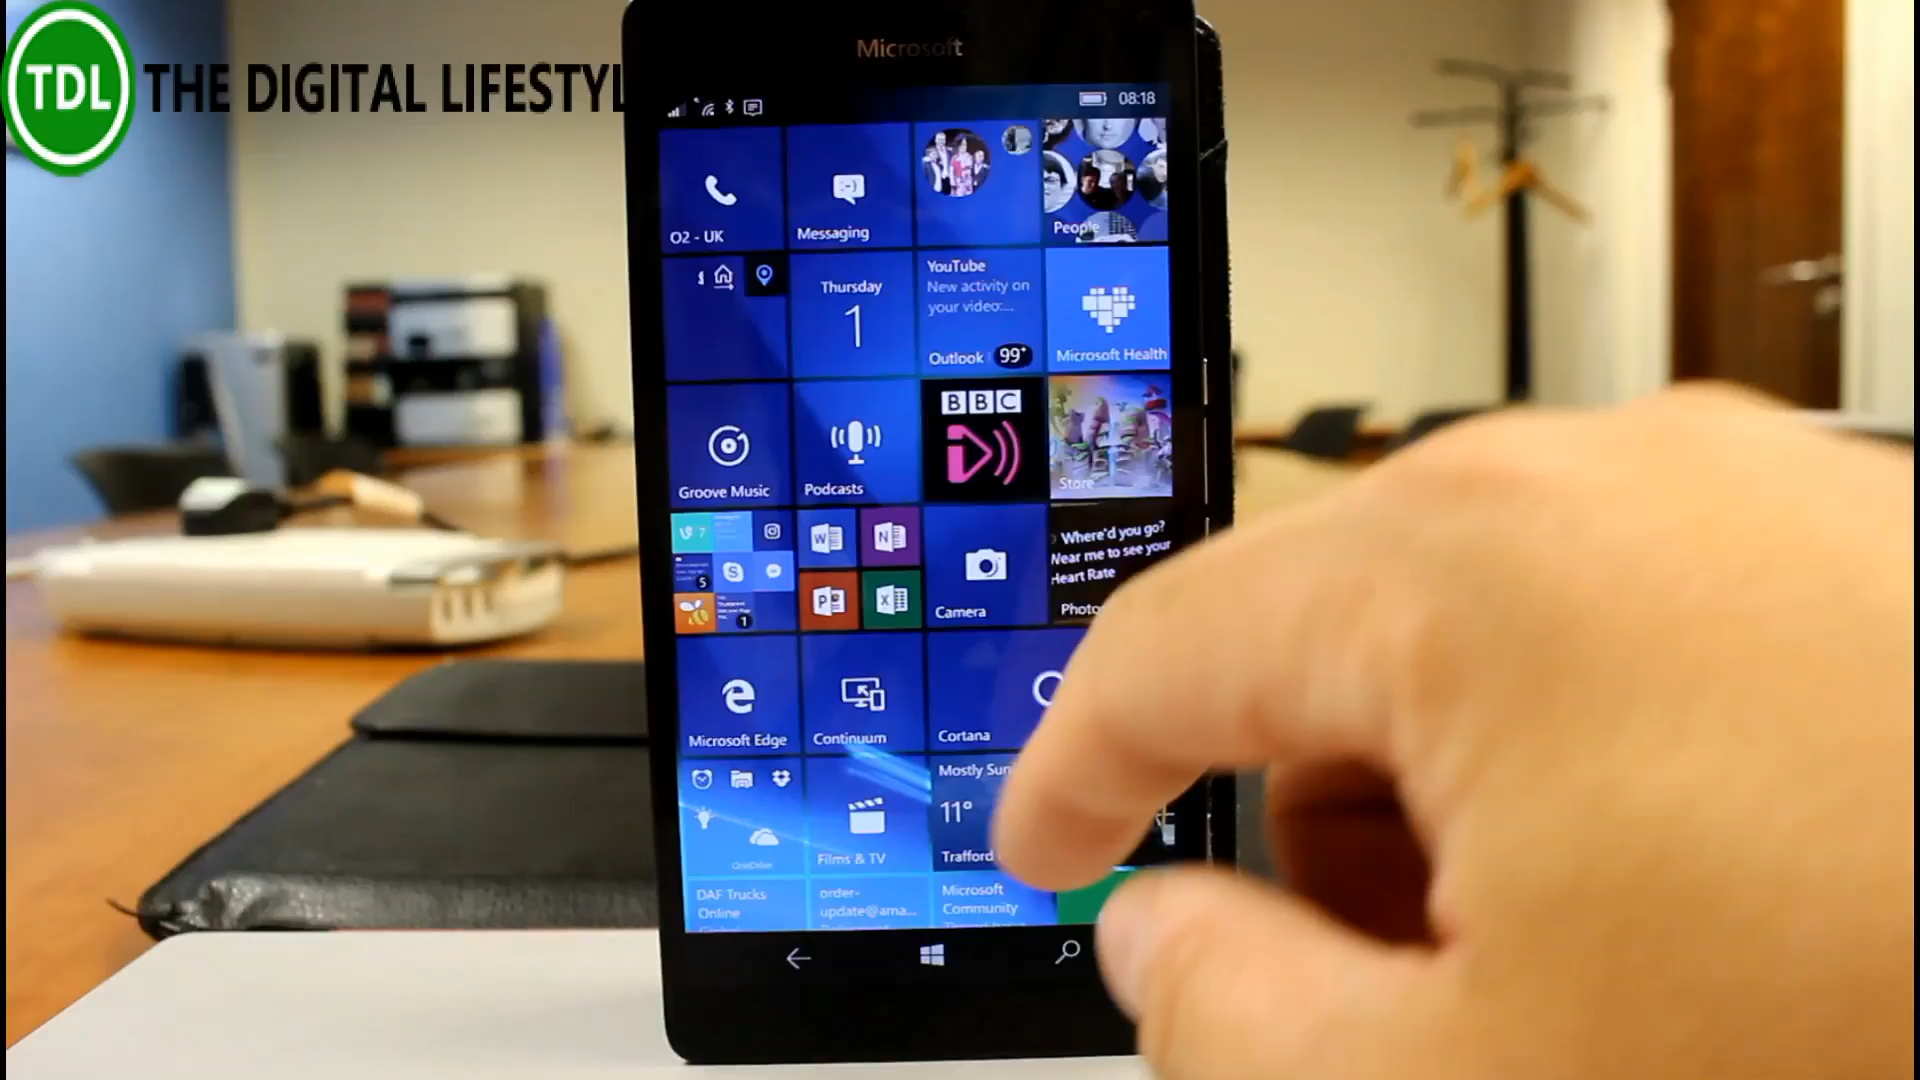 TDL THE DIGITAL LIFESTYL
Microsoft
08:18
O2 - UK
Messaging
People
Thursday
1
YouTube
New activity on
your video:...
Outlook 99+
Microsoft Health
Groove Music
Podcasts
BBC
Store
7
5
1
W
N
P
X
Camera
Where'd you go?
Wear me to see your
Heart Rate
Photo
Microsoft Edge
Continuum
Cortana
OneDrive
Films & TV
Mostly Sun
11°
Trafford
DAF Trucks
Online
order-
update@ama...
Microsoft
Community